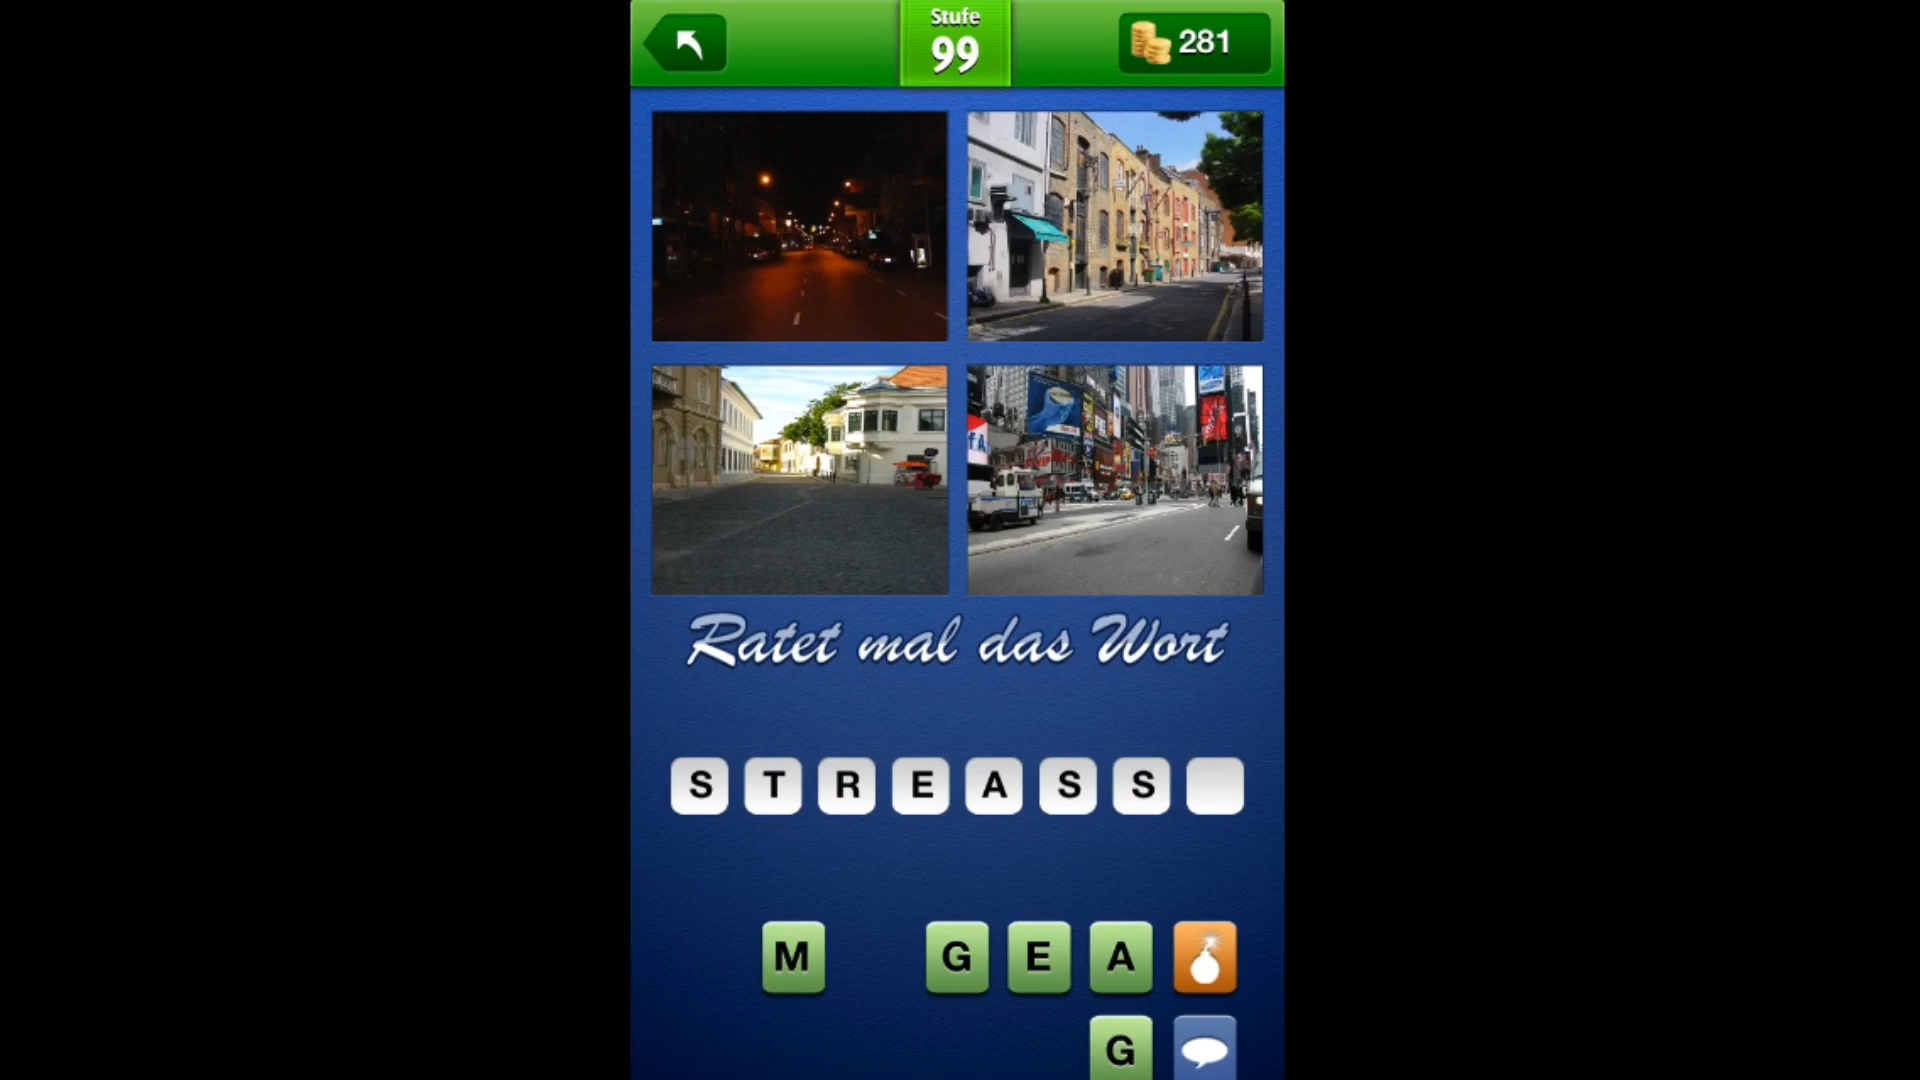 Stufe
99
281
Ratet mal das Wort
S T R E A S S
M G E A
G